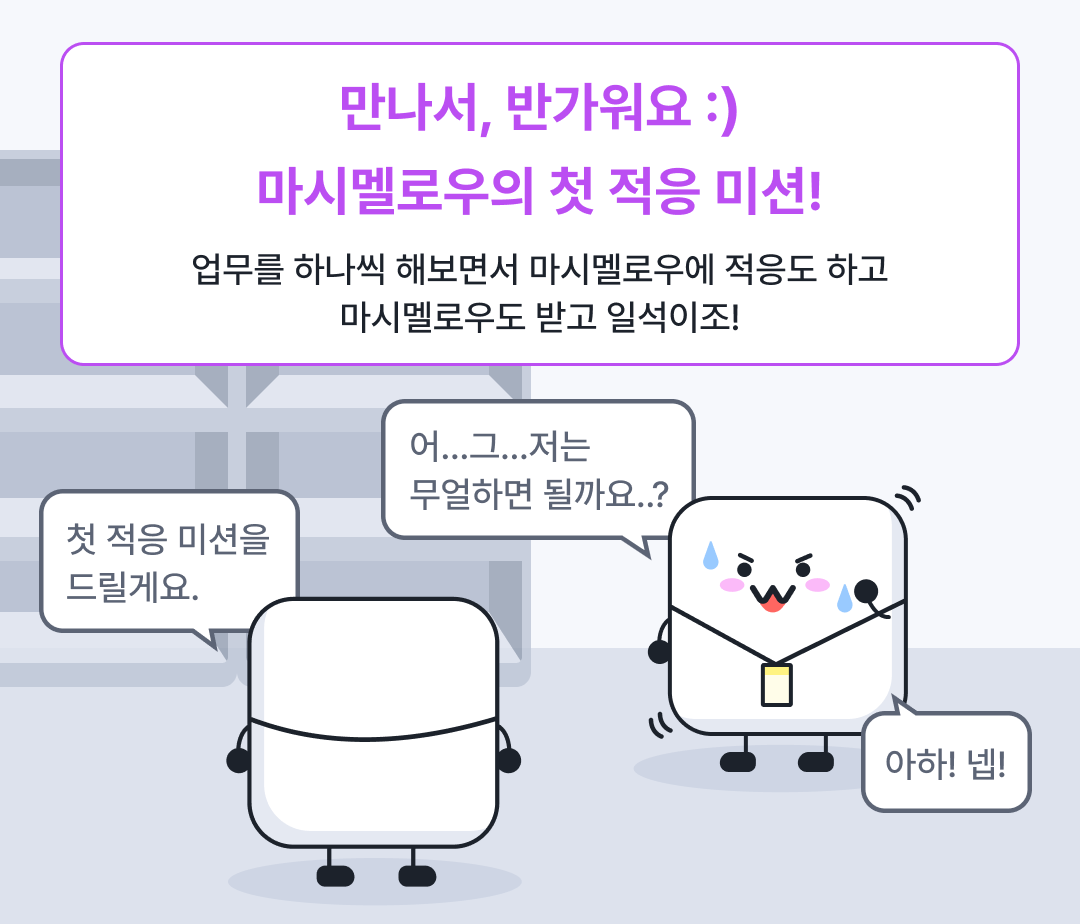 만나서, 반가워요 :)
마시멜로우의 첫 적응 미션!
업무를 하나씩 해보면서 마시멜로우에 적응도 하고
마시멜로우도 받고 일석이조!
어...그...저는
무얼하면 될까요..?
첫 적응 미션을
드릴게요.
아하! 넵!